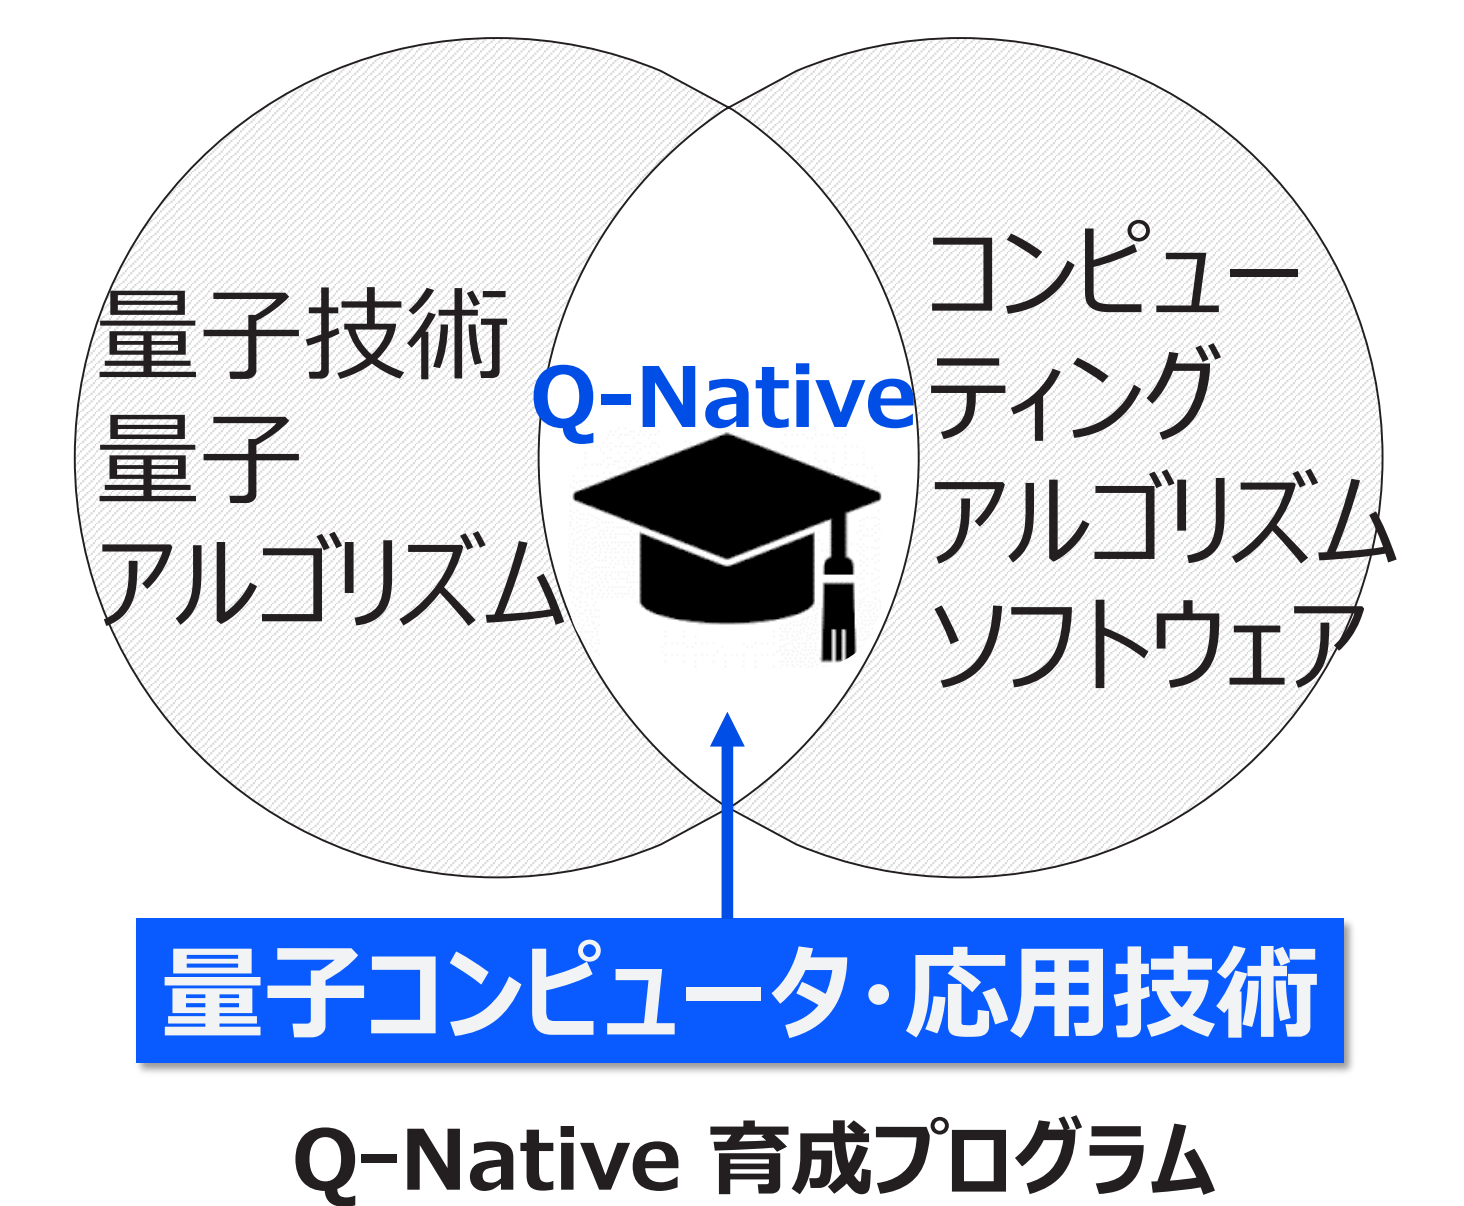 量子技術
量子
アルゴリズム
Q-Native
コンピュー
ティング
アルゴリズム
ソフトウェア
量子コンピュータ・応用技術
Q-Native 育成プログラム